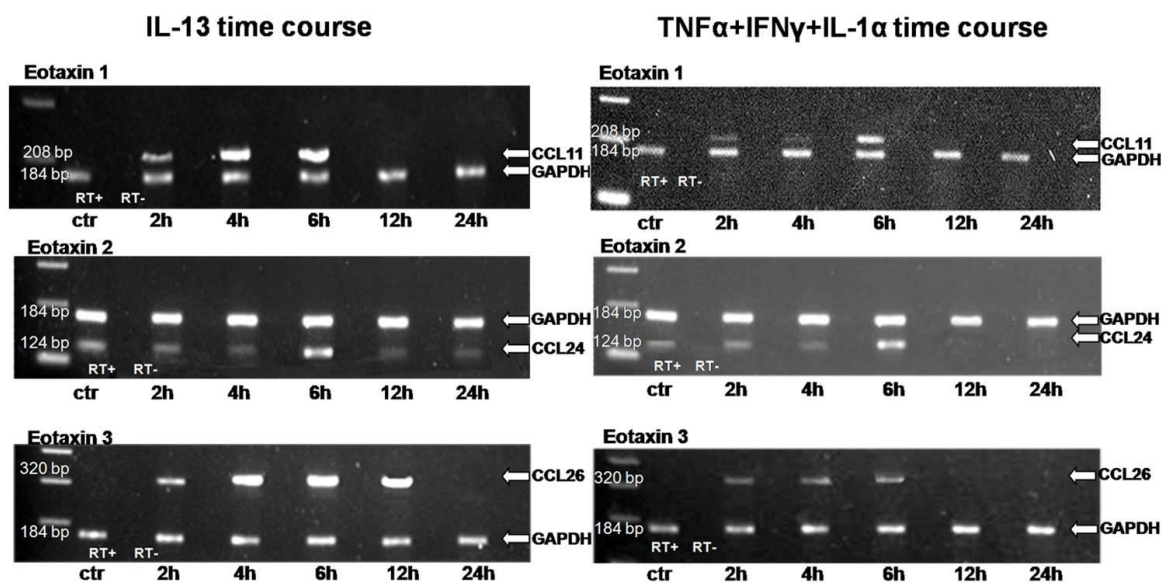 IL-13 time course
Eotaxin 1
208 bp
CCL11
184 bp
GAPDH
RT+ RT-
ctr 2h 4h 6h 12h 24h
Eotaxin 2
184 bp
GAPDH
124 bp
CCL24
RT+ RT-
ctr 2h 4h 6h 12h 24h
Eotaxin 3
320 bp
CCL26
184 bp
GAPDH
RT+ RT-
ctr 2h 4h 6h 12h 24h
TNFα+IFNγ+IL-1α time course
Eotaxin 1
208 bp
CCL11
184 bp
GAPDH
RT+ RT-
ctr 2h 4h 6h 12h 24h
Eotaxin 2
184 bp
GAPDH
124 bp
CCL24
RT+ RT-
ctr 2h 4h 6h 12h 24h
Eotaxin 3
320 bp
CCL26
184 bp
GAPDH
RT+ RT-
ctr 2h 4h 6h 12h 24h